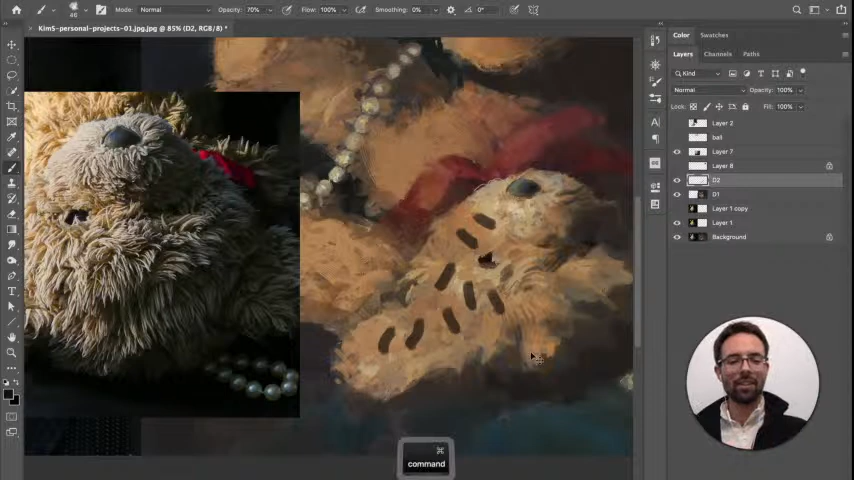 Mode: Normal Opacity: 70% Flow: 100% Smoothing: 0% 0°
× KimS-personal-projects-01.jpg.jpg @ 85% (D2, RGB/8) *
Color Swatches
Layers Channels Paths
Kind
Normal Opacity: 100%
Lock: Fill: 100%
Layer 2
ball
Layer 7
Layer 8
D2
D1
Layer 1 copy
Layer 1
Background
⌘
command